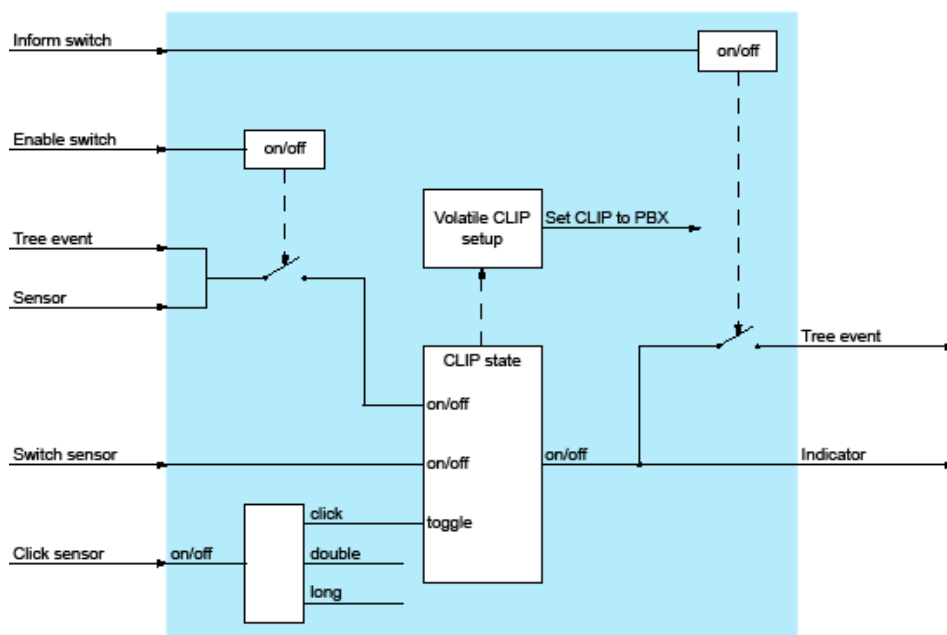 Inform switch
on/off
Enable switch
on/off
Volatile CLIP
setup
Set CLIP to PBX
Tree event
Sensor
Tree event
CLIP state
on/off
Switch sensor
on/off
on/off
Indicator
click
toggle
Click sensor
on/off
double
long